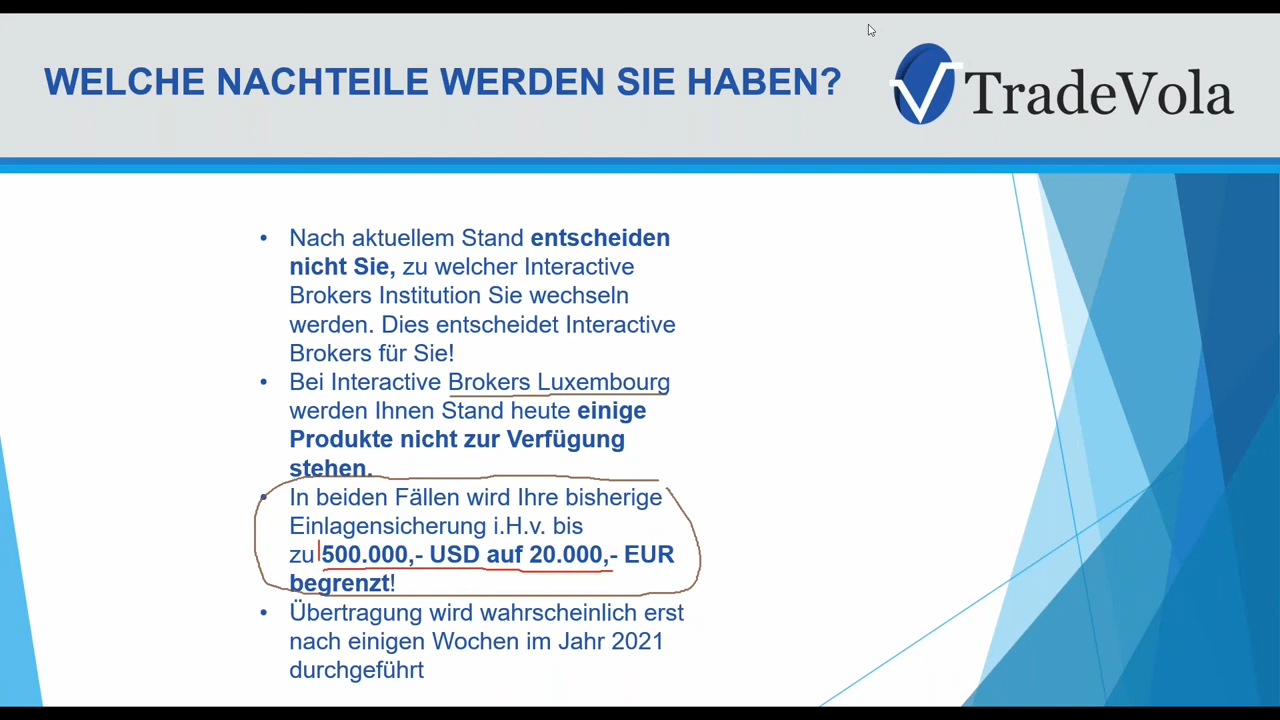 WELCHE NACHTEILE WERDEN SIE HABEN?
TradeVola
• Nach aktuellem Stand entscheiden
nicht Sie, zu welcher Interactive
Brokers Institution Sie wechseln
werden. Dies entscheidet Interactive
Brokers für Sie!
• Bei Interactive Brokers Luxembourg
werden Ihnen Stand heute einige
Produkte nicht zur Verfügung
stehen.
• In beiden Fällen wird Ihre bisherige
Einlagensicherung i.H.v. bis
zu 500.000,- USD auf 20.000,- EUR
begrenzt!
• Übertragung wird wahrscheinlich erst
nach einigen Wochen im Jahr 2021
durchgeführt